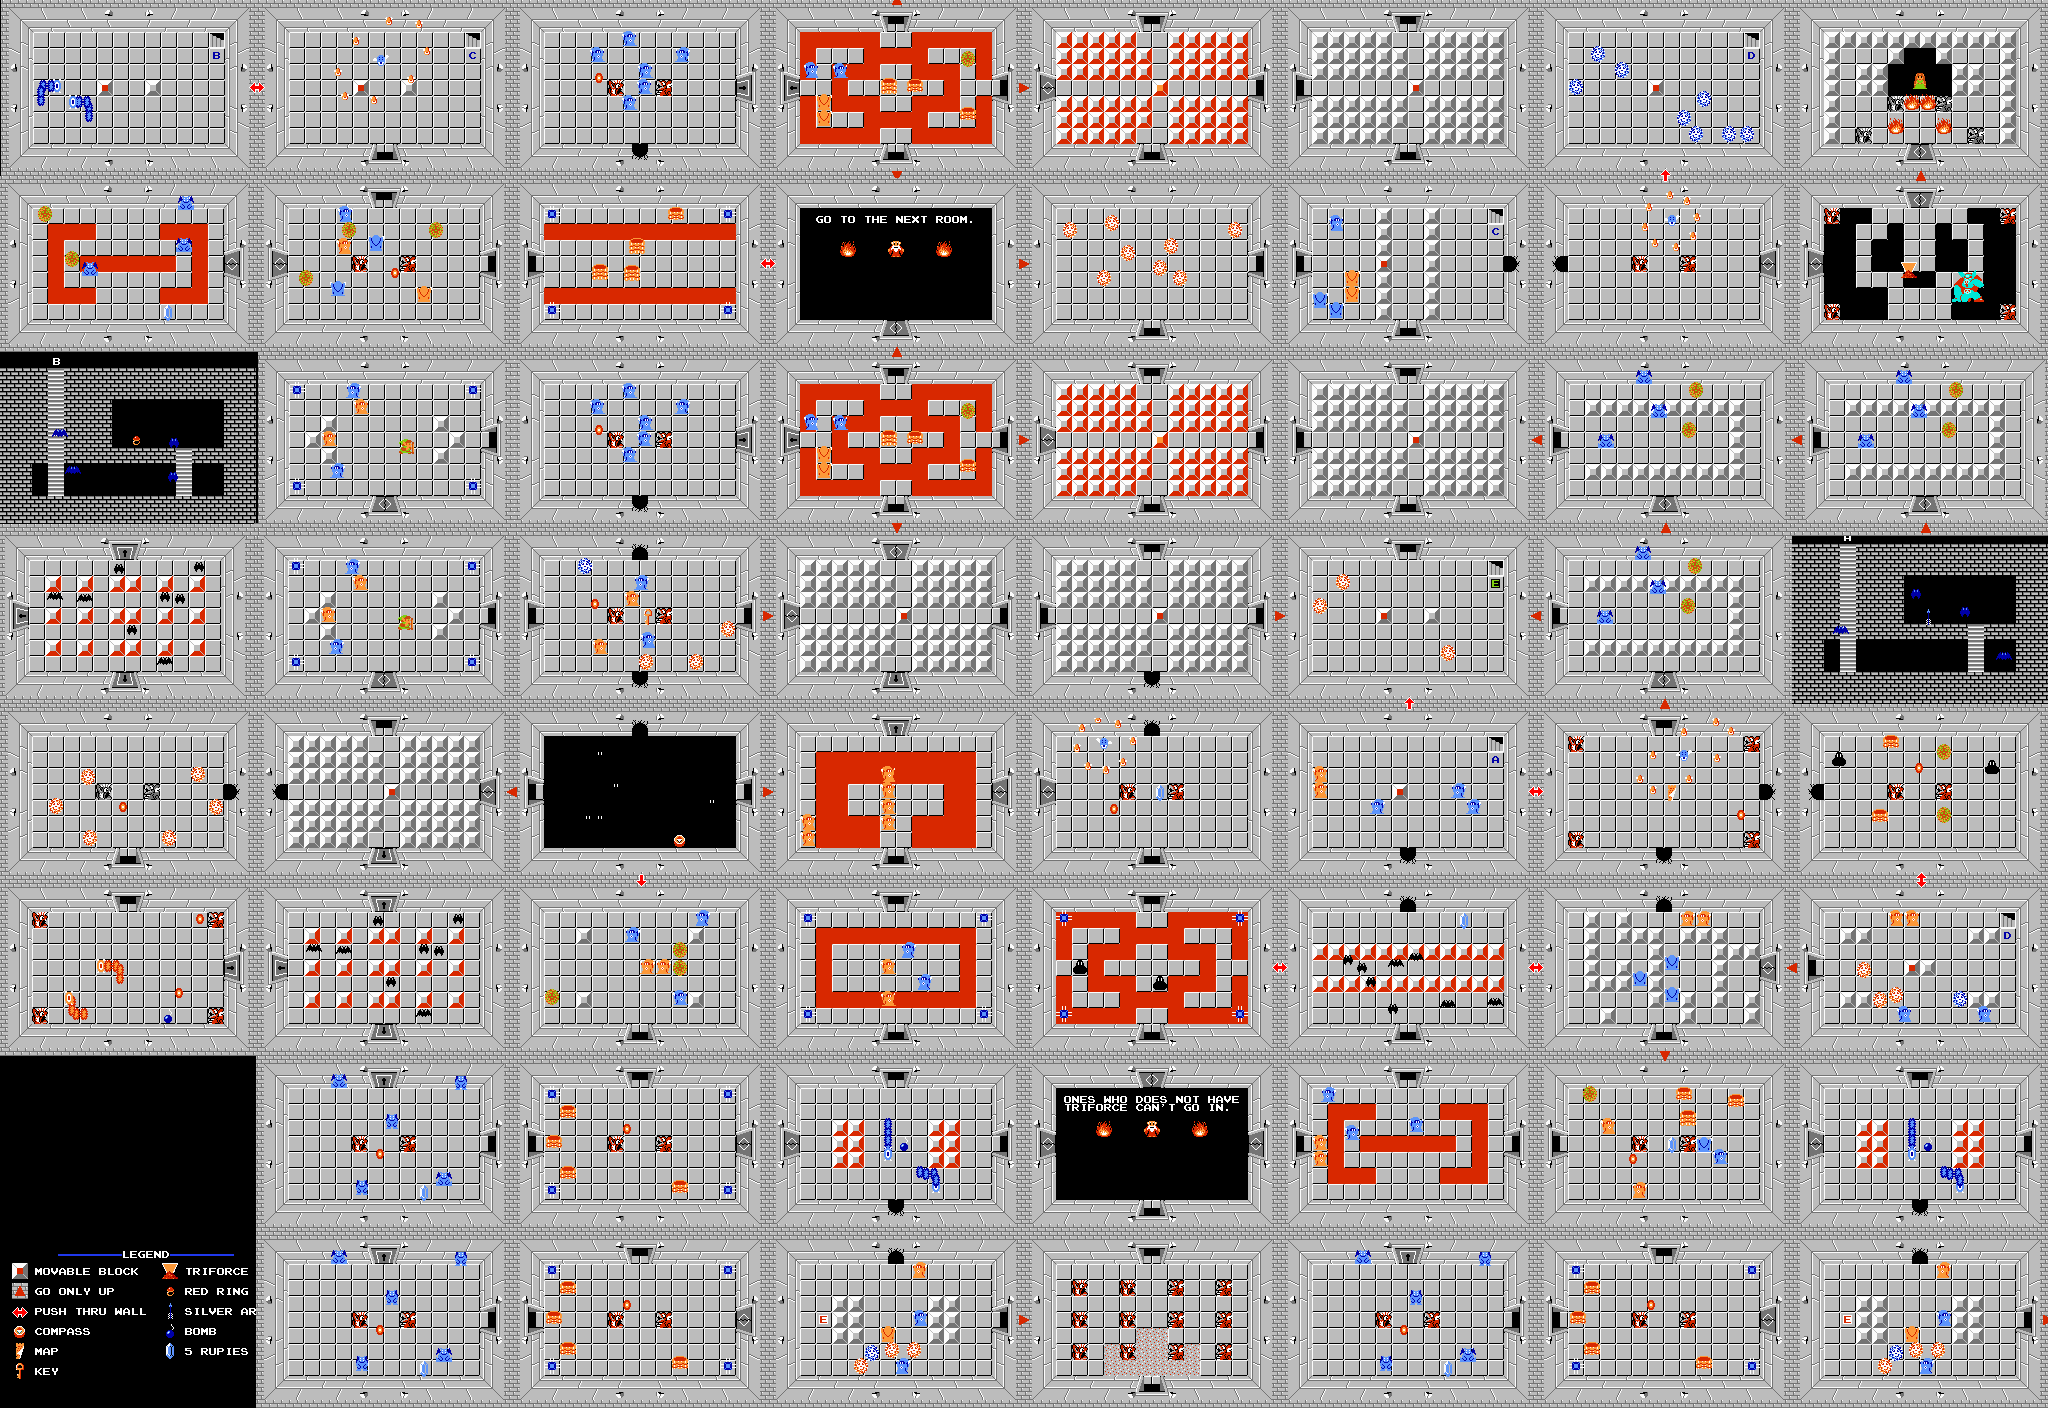 B
C
D
GO TO THE NEXT ROOM.
C
B
E
A
D
ONES WHO DOES NOT HAVE
TRIFORCE CAN'T GO IN.
E
E
LEGEND
MOVABLE BLOCK
TRIFORCE
GO ONLY UP
RED RING
PUSH THRU WALL
SILVER AR
COMPASS
BOMB
MAP
5 RUPIES
KEY